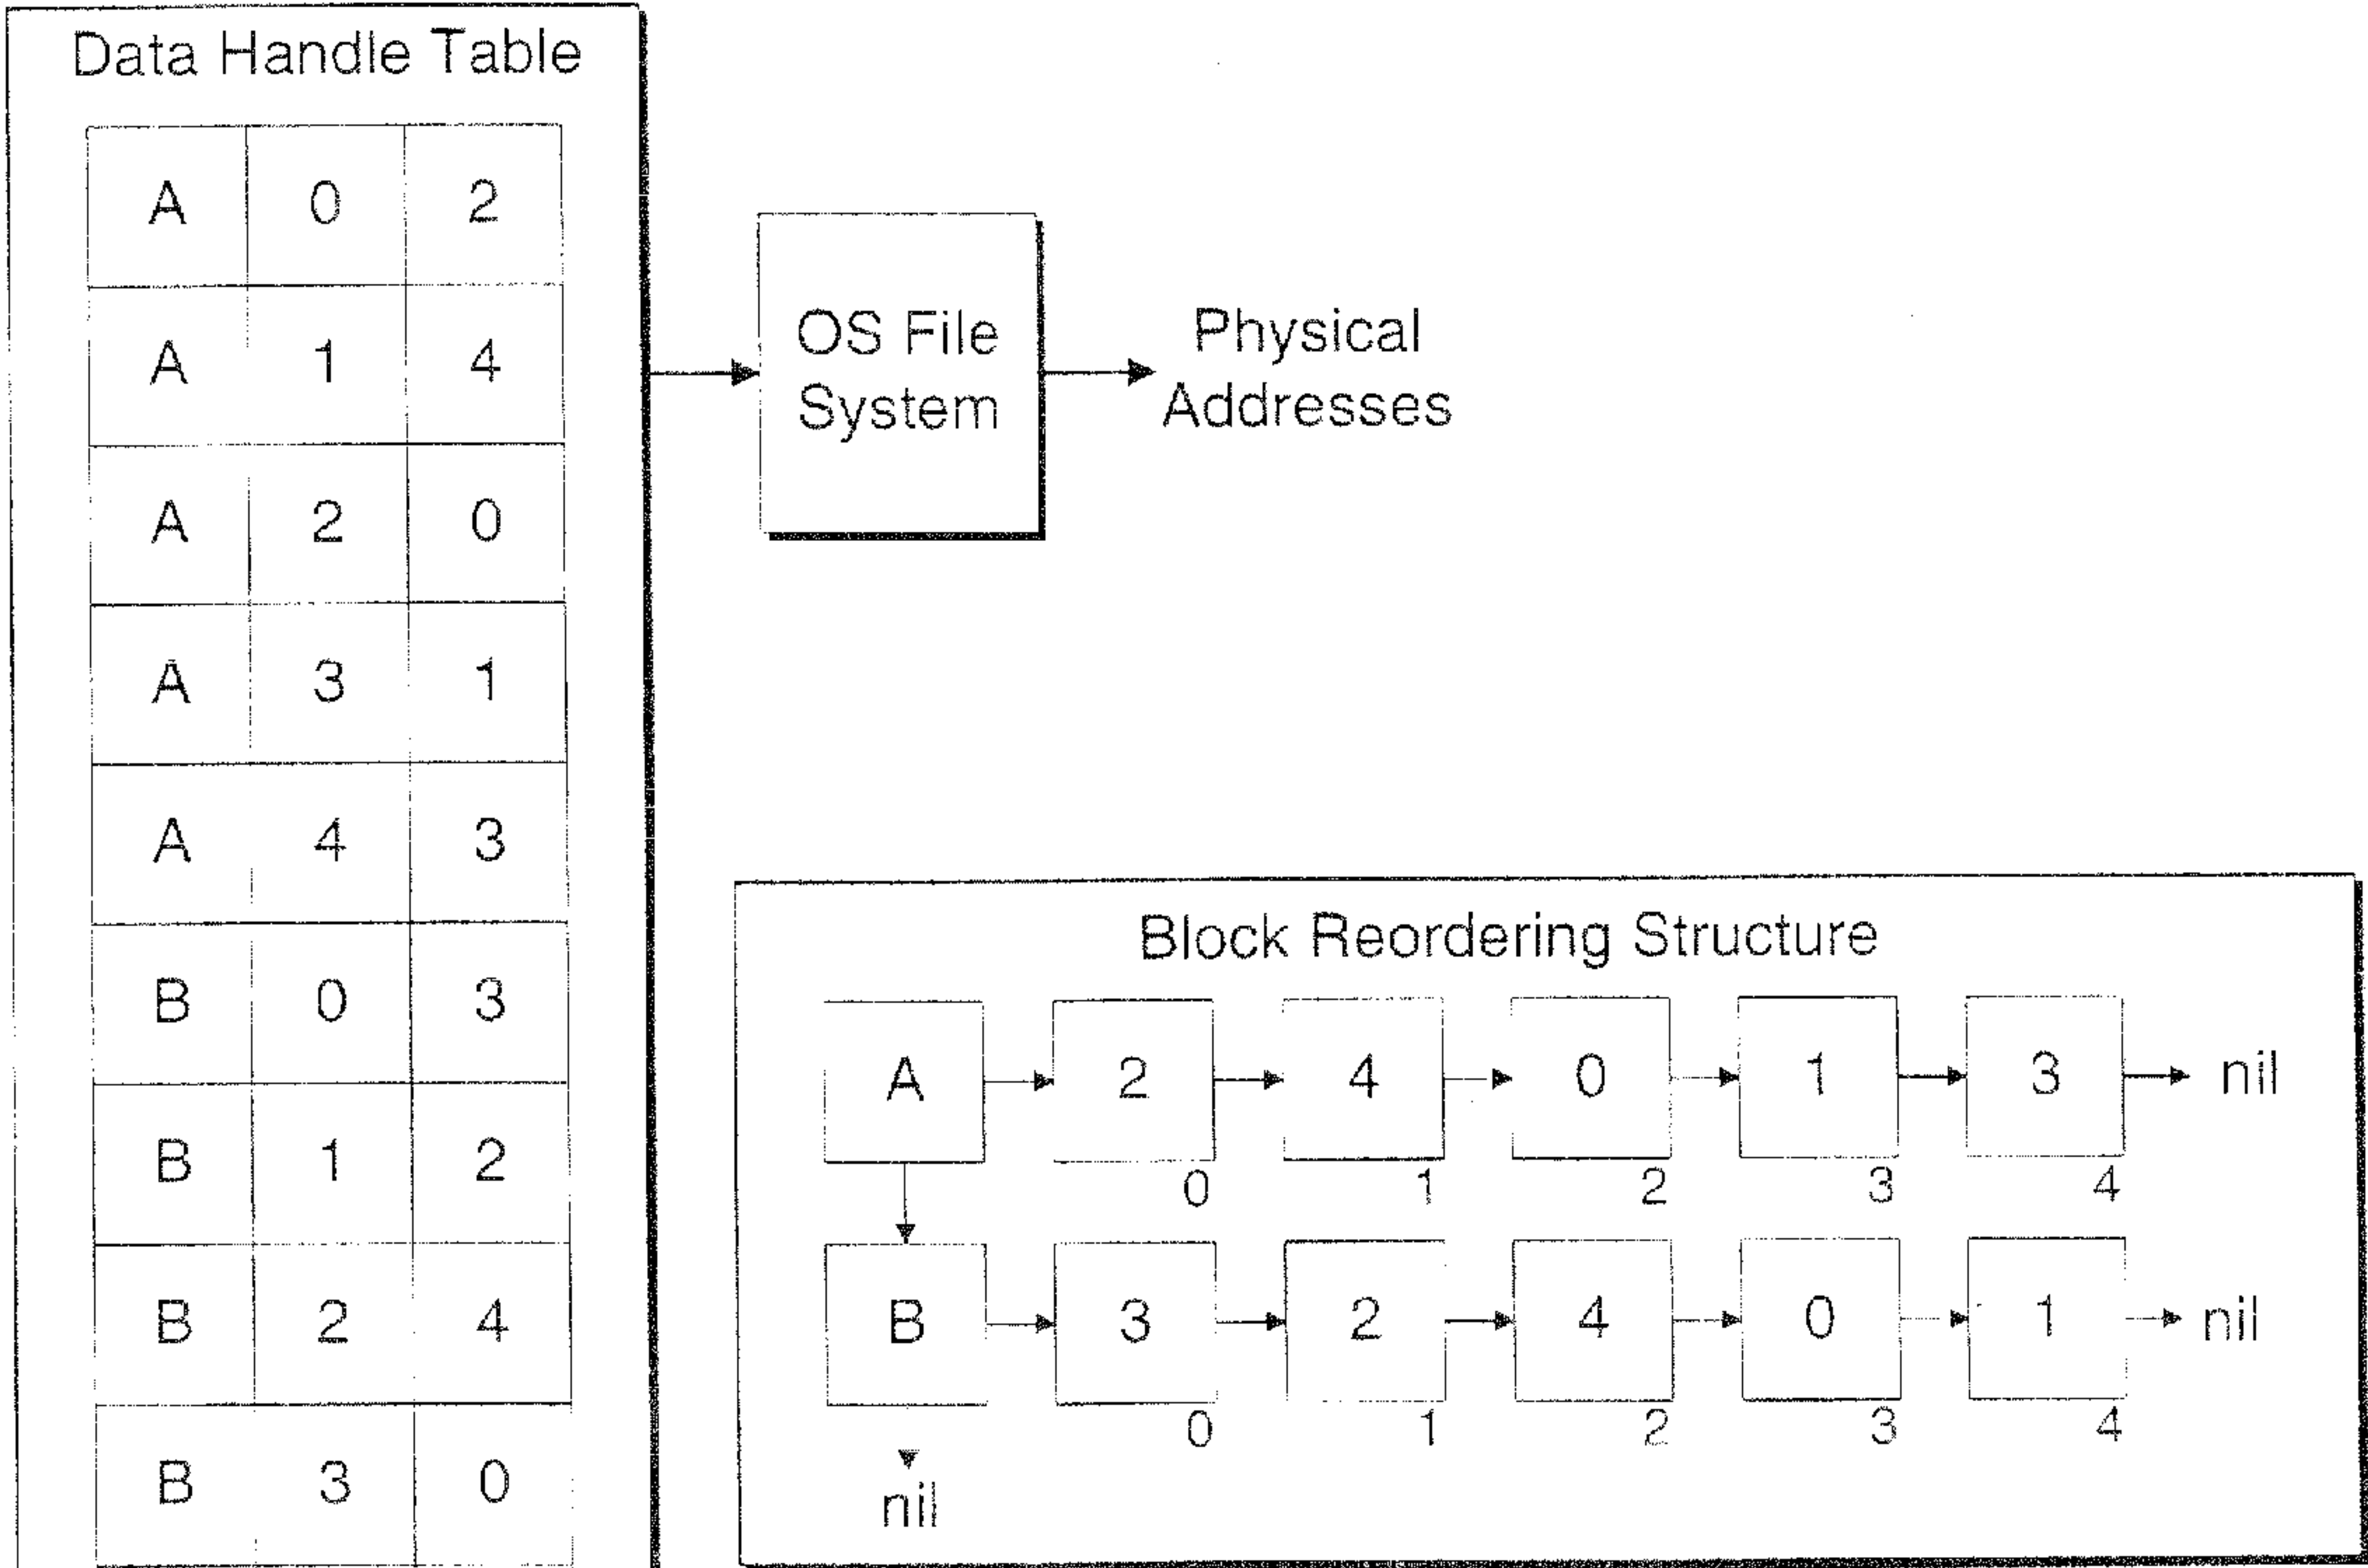 Data Handle Table
A 0 2
A 1 4
A 2 0
A 3 1
A 4 3
B 0 3
B 1 2
B 2 4
B 3 0
OS File
System
Physical
Addresses
Block Reordering Structure
A 2 4 0 1 3 nil
0 1 2 3 4
B 3 2 4 0 1 nil
0 1 2 3 4
nil